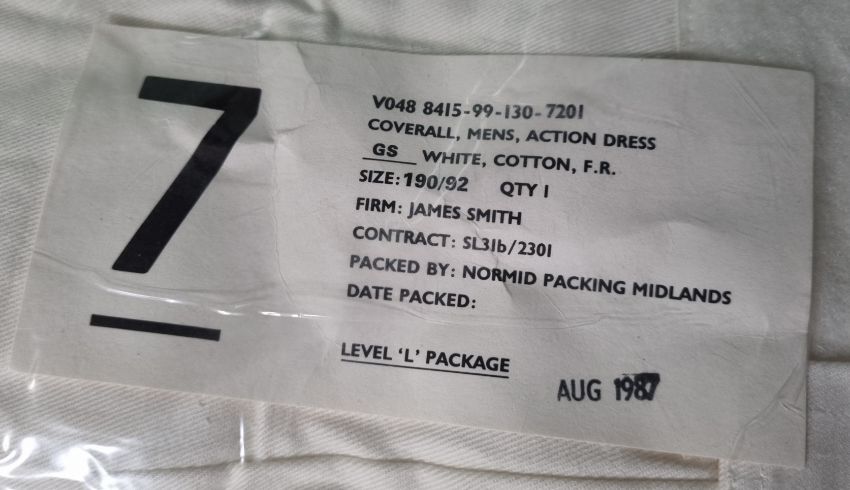 7
V048 8415-99-130-7201
COVERALL, MENS, ACTION DRESS
GS WHITE, COTTON, F.R.
SIZE: 190/92 QTY 1
FIRM: JAMES SMITH
CONTRACT: SL31b/2301
PACKED BY: NORMID PACKING MIDLANDS
DATE PACKED:
LEVEL 'L' PACKAGE
AUG 1987